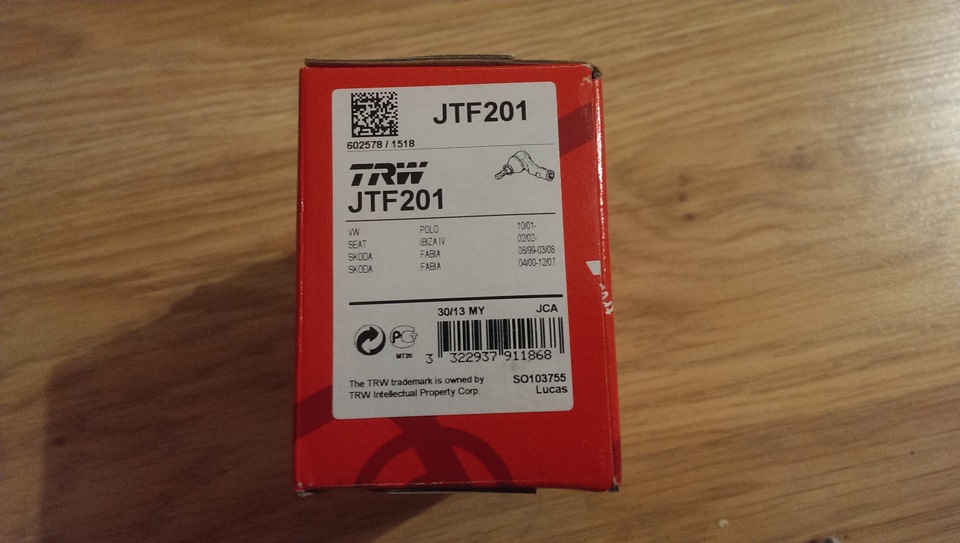 JTF201
602578 / 1518
TRW
JTF201
VW POLO 10/01-
SEAT IBIZA IV 02/02-
SKODA FABIA 08/99-03/08
SKODA FABIA 04/00-12/07
30/13 MY JCA
MT20
3 322937 911868
The TRW trademark is owned by
TRW Intellectual Property Corp.
SO103755
Lucas